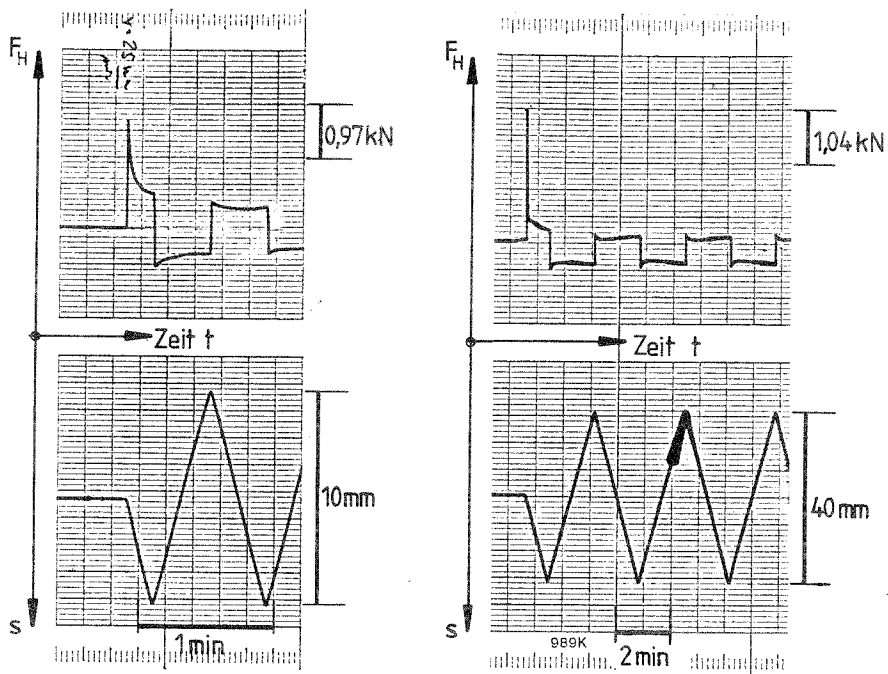 F_H
0,97kN
Zeit t
10mm
s
1min
F_H
1,04kN
Zeit t
40mm
s
989K
2min